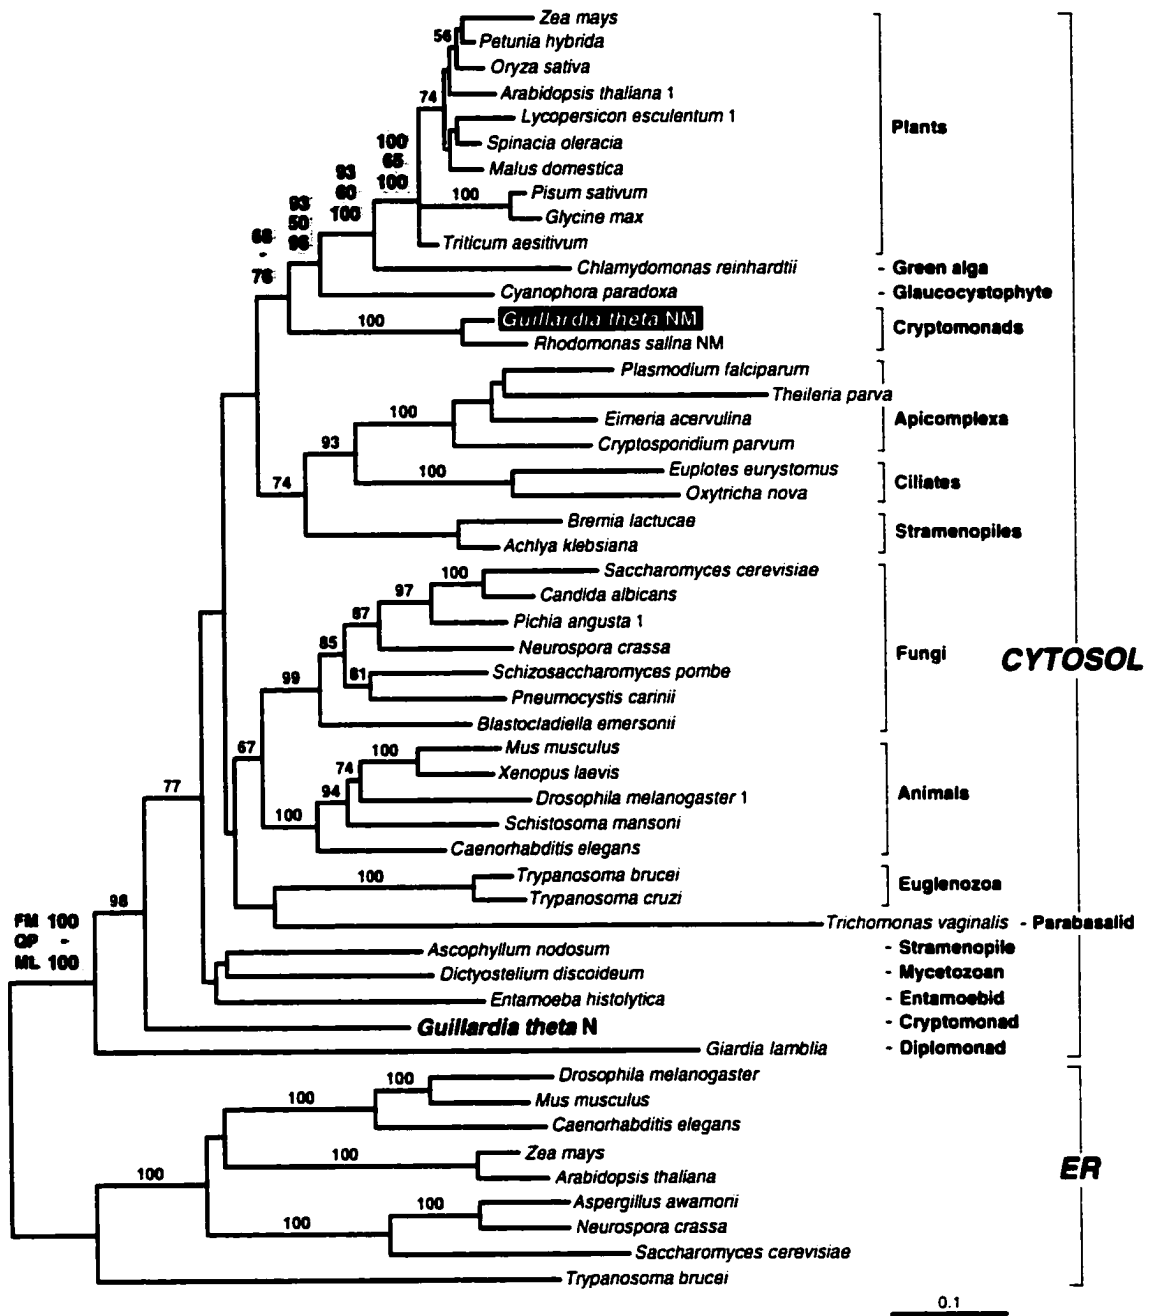 Zea mays
56
Petunia hybrida
Oryza sativa
74
Arabidopsis thaliana 1
Lycopersicon esculentum 1
Plants
100
Spinacia oleracia
65
93
Malus domestica
100
60
100
Pisum sativum
93
100
Glycine max
50
66
96
Triticum aesitivum
-
Chlamydomonas reinhardtii - Green alga
76
Cyanophora paradoxa - Glaucocystophyte
100
Guillardia theta NM
Cryptomonads
Rhodomonas salina NM
Plasmodium falciparum
Theileria parva
100
Eimeria acervulina
Apicomplexa
93
Cryptosporidium parvum
100
Euplotes eurystomus
Ciliates
74
Oxytricha nova
Bremia lactucae
Stramenopiles
Achlya klebsiana
100
Saccharomyces cerevisiae
97
Candida albicans
87
Pichia angusta 1
85
Neurospora crassa
Fungi
CYTOSOL
99
81
Schizosaccharomyces pombe
Pneumocystis carinii
Blastocladiella emersonii
67
100
Mus musculus
74
Xenopus laevis
77
94
Drosophila melanogaster 1
Animals
100
Schistosoma mansoni
Caenorhabditis elegans
100
Trypanosoma brucei
Euglenozoa
98
Trypanosoma cruzi
FM 100
Trichomonas vaginalis - Parabasalid
QP -
Ascophyllum nodosum - Stramenopile
ML 100
Dictyostelium discoideum - Mycetozoan
Entamoeba histolytica - Entamoebid
Guillardia theta N - Cryptomonad
Giardia lamblia - Diplomonad
100
Drosophila melanogaster
100
Mus musculus
Caenorhabditis elegans
100
Zea mays
ER
100
Arabidopsis thaliana
100
Aspergillus awamori
100
Neurospora crassa
Saccharomyces cerevisiae
Trypanosoma brucei
0.1